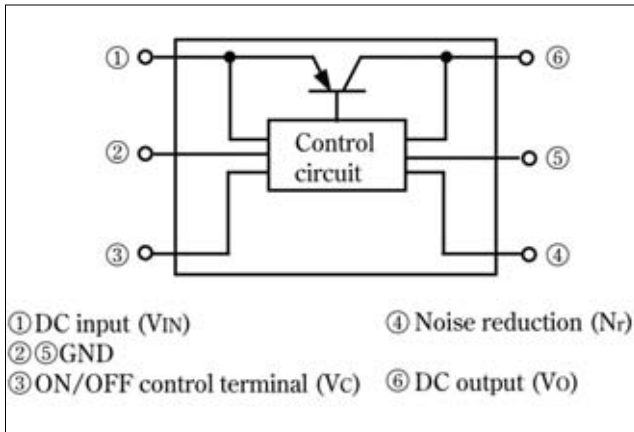 ① ⑥
Control
circuit
② ⑤
③ ④
①DC input (VIN) ④ Noise reduction (Nr)
②⑤GND
③ON/OFF control terminal (VC) ⑥ DC output (VO)